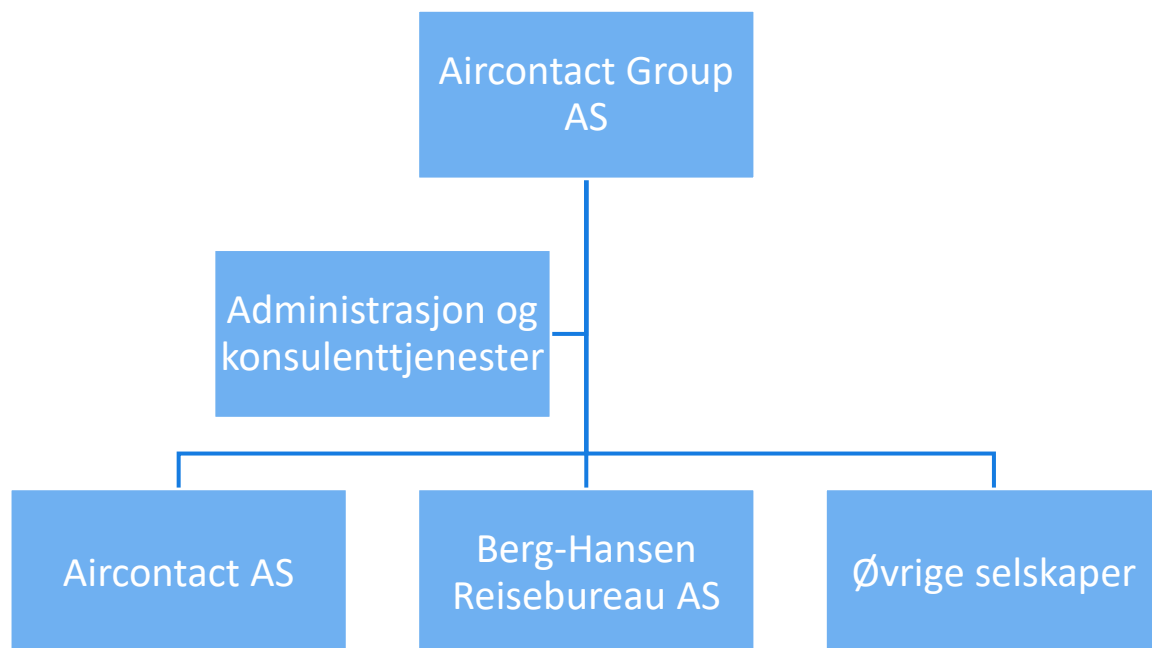 Aircontact Group
AS
Administrasjon og
konsulenttjenester
Aircontact AS
Berg-Hansen
Reisebureau AS
Øvrige selskaper